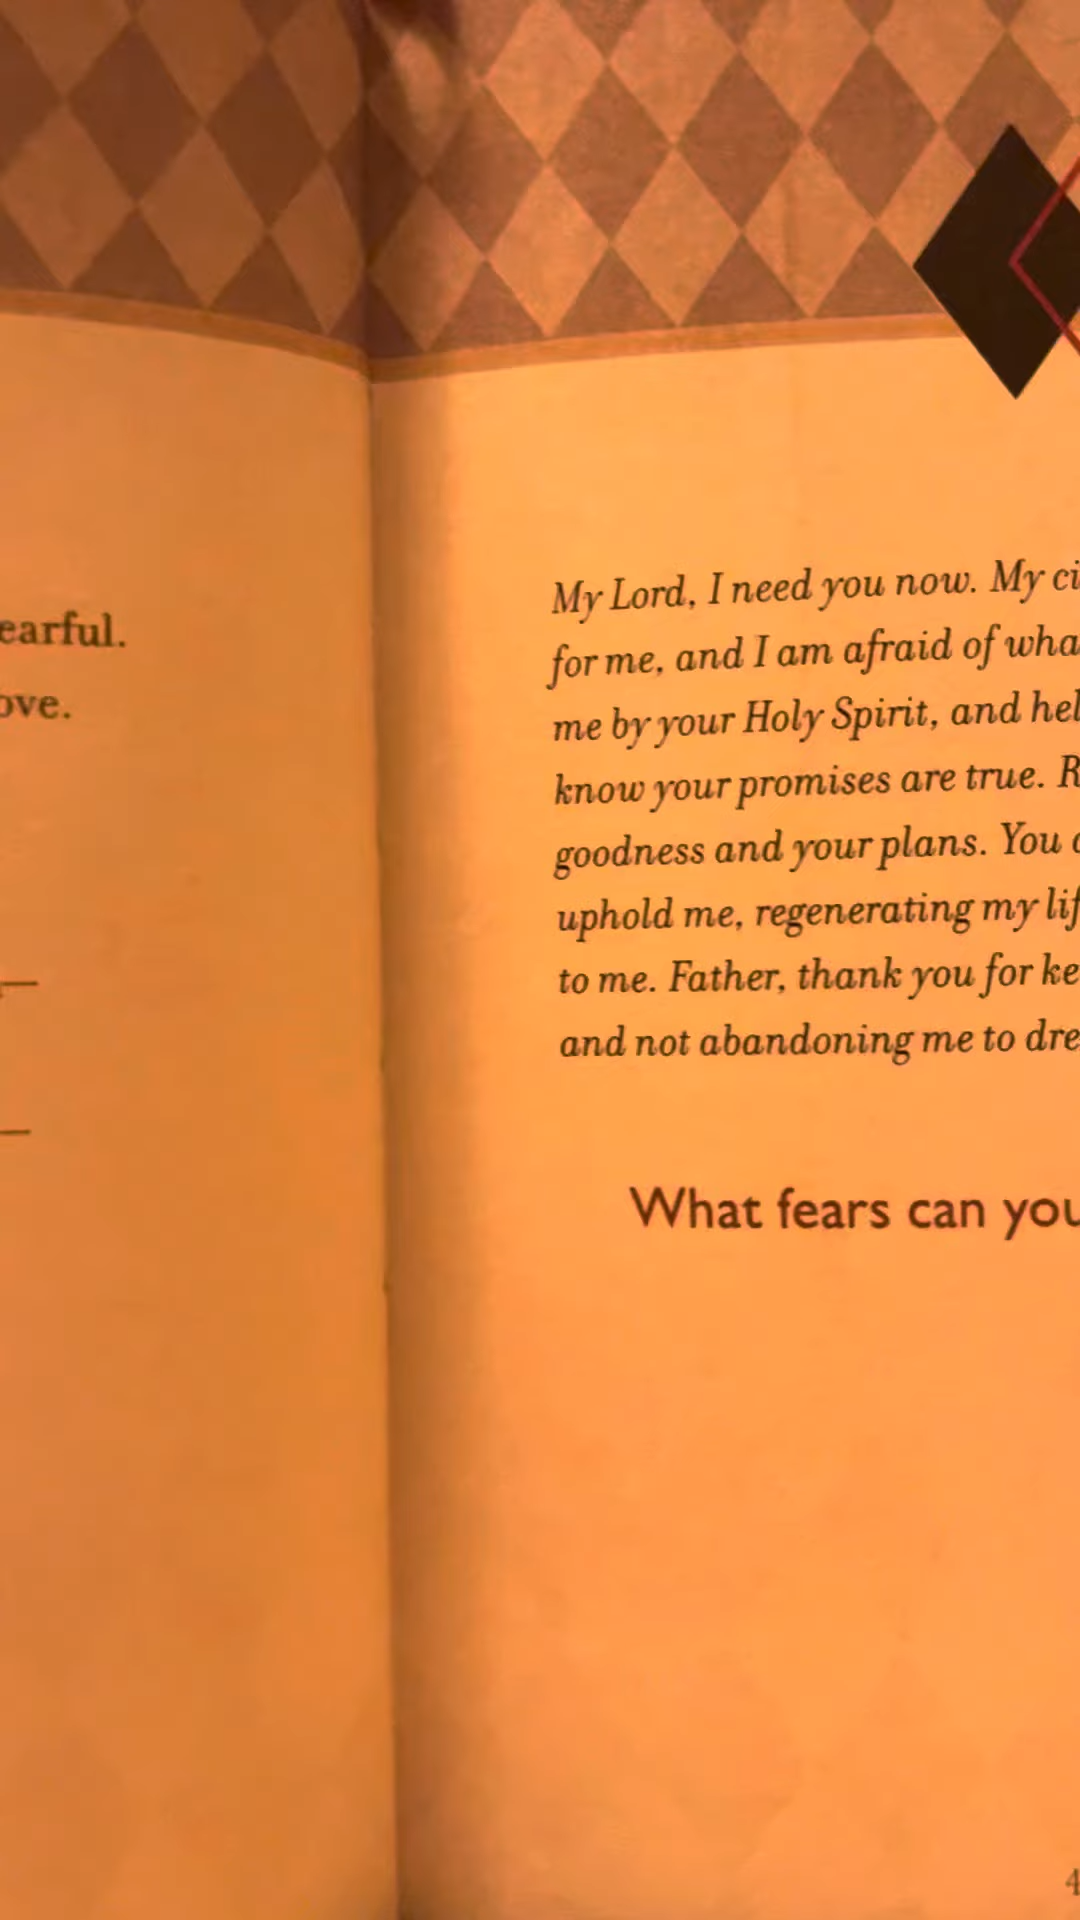 earful.
ove.
My Lord, I need you now. My ci
for me, and I am afraid of wha
me by your Holy Spirit, and hel
know your promises are true. R
goodness and your plans. You
uphold me, regenerating my lif
to me. Father, thank you for ke
and not abandoning me to dre
What fears can you
4